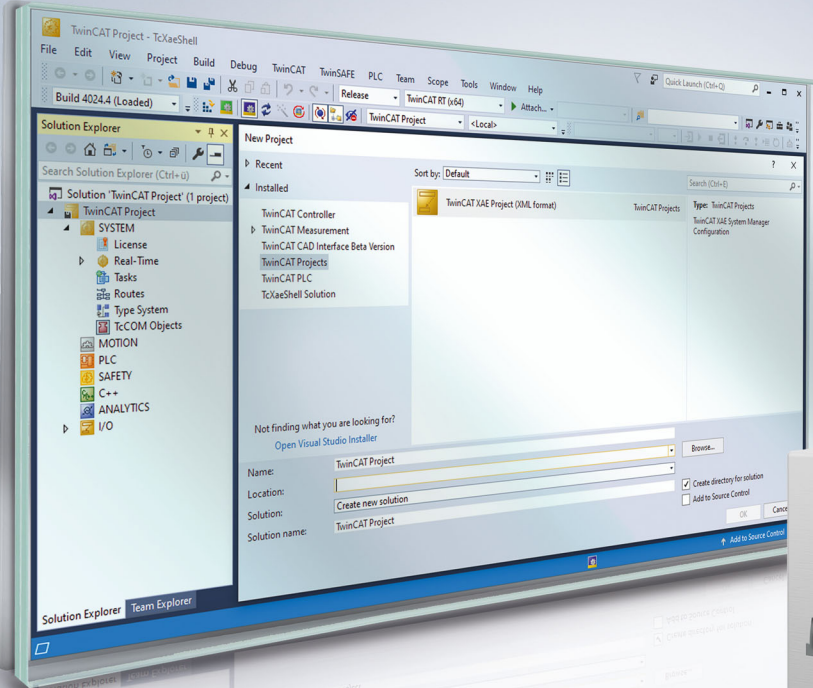 TwinCAT Project - TcXaeShell
File Edit View Project Build Debug TwinCAT TwinSAFE PLC Team Scope Tools Window Help
Quick Launch (Ctrl+Q)
Release
TwinCAT RT (x64)
Attach...
Build 4024.4 (Loaded)
TwinCAT Project
<Local>
Solution Explorer
Search Solution Explorer (Ctrl+ü)
Solution 'TwinCAT Project' (1 project)
TwinCAT Project
SYSTEM
License
Real-Time
Tasks
Routes
Type System
TcCOM Objects
MOTION
PLC
SAFETY
C++
ANALYTICS
I/O
Solution Explorer
Team Explorer
New Project
? X
Recent
Installed
TwinCAT Controller
TwinCAT Measurement
TwinCAT CAD Interface Beta Version
TwinCAT Projects
TwinCAT PLC
TcXaeShell Solution
Not finding what you are looking for?
Open Visual Studio Installer
Sort by: Default
TwinCAT XAE Project (XML format)
TwinCAT Projects
Search (Ctrl+E)
Type: TwinCAT Projects
TwinCAT XAE System Manager
Configuration
Name:
TwinCAT Project
Location:
Browse...
Solution:
Create new solution
Create directory for solution
Solution name:
TwinCAT Project
Add to Source Control
OK
Cance
Add to Source Control